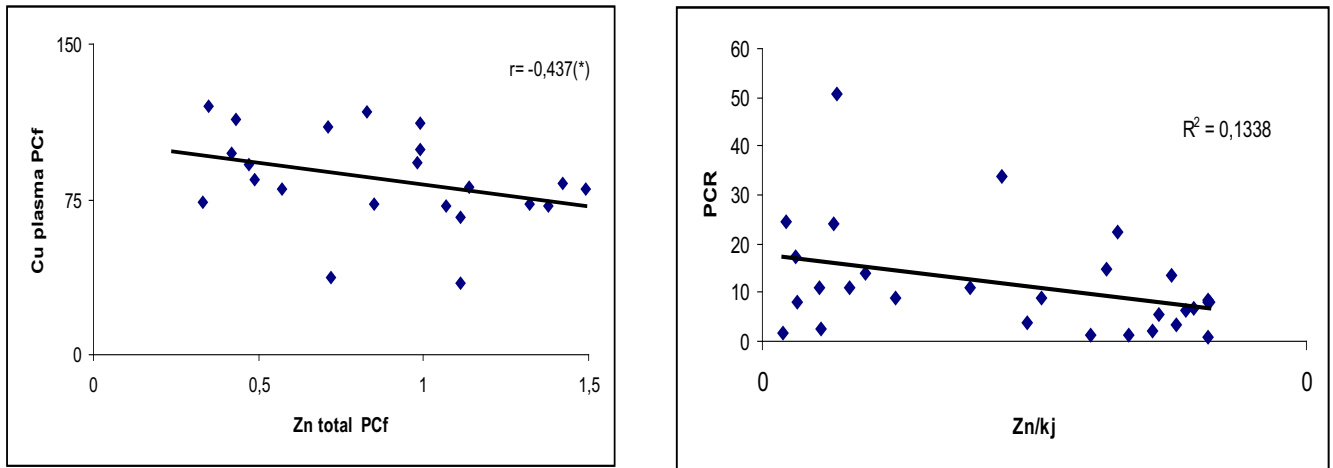 150
75
0
0
0,5
1
1,5
Cu plasma PCf
Zn total PCf
r= -0,437(*)
60
50
40
30
20
10
0
0
0
PCR
Zn/kj
R² = 0,1338